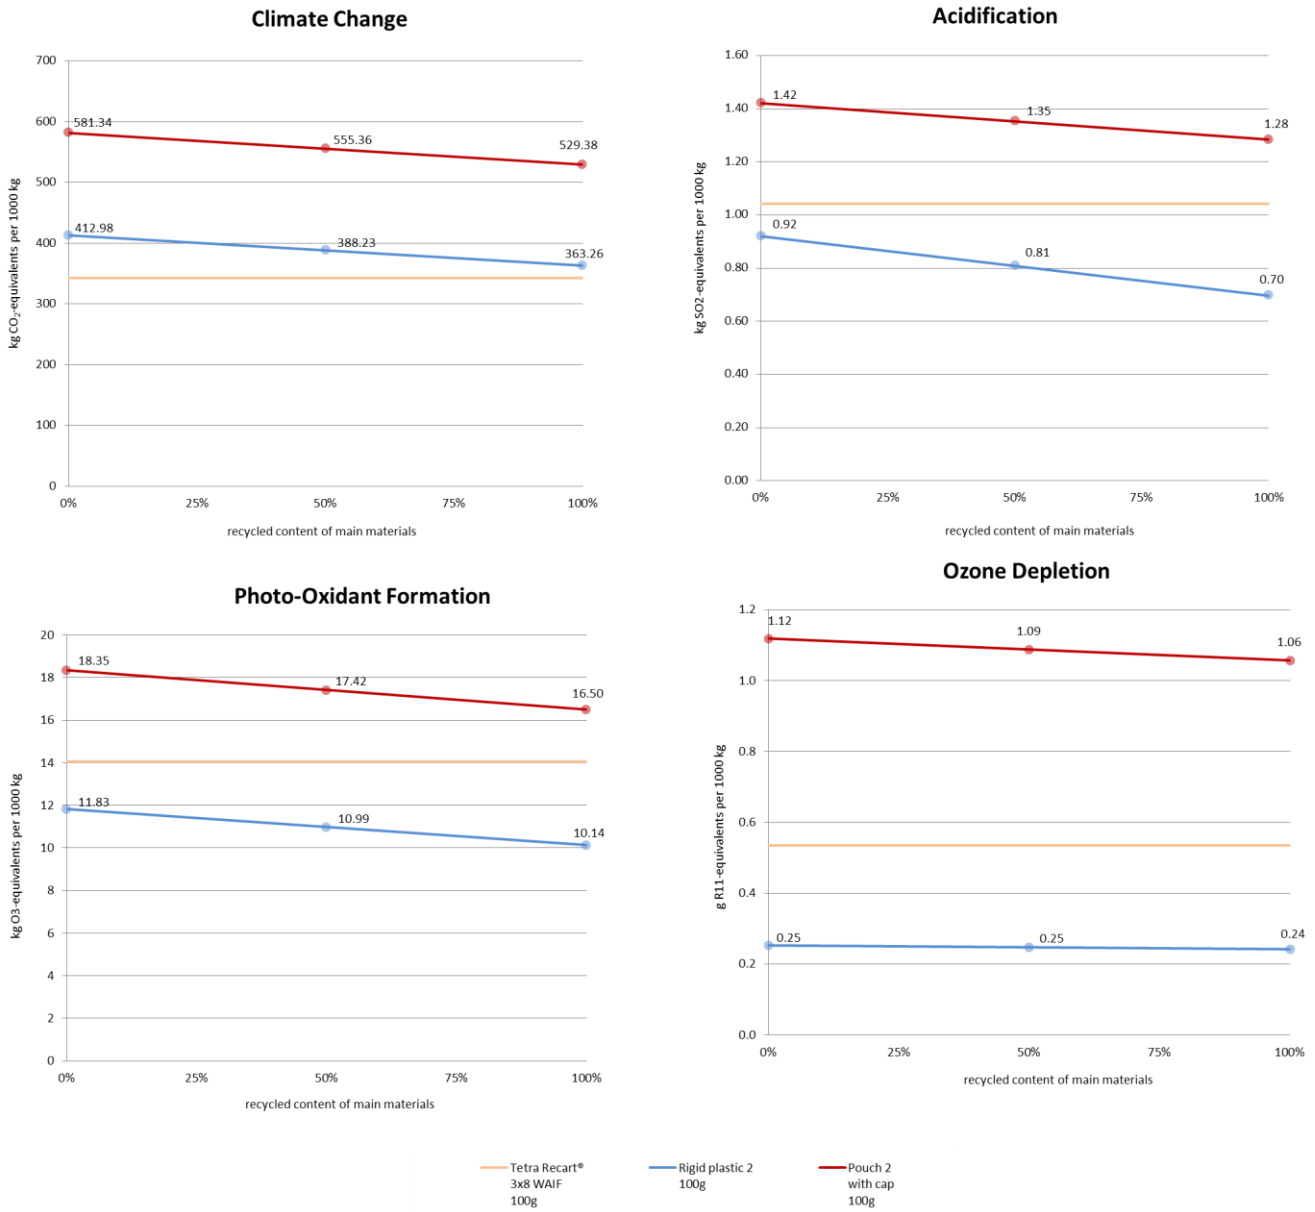 Climate Change
700
600
500
400
300
200
100
0
581.34
555.36
529.38
412.98
388.23
363.26
kg CO₂-equivalents per 1000 kg
0% 25% 50% 75% 100%
recycled content of main materials
Acidification
1.60
1.40
1.20
1.00
0.80
0.60
0.40
0.20
0.00
1.42
1.35
1.28
0.92
0.81
0.70
kg SO2-equivalents per 1000 kg
0% 25% 50% 75% 100%
recycled content of main materials
Photo-Oxidant Formation
20
18
16
14
12
10
8
6
4
2
0
18.35
17.42
16.50
11.83
10.99
10.14
kg O3-equivalents per 1000 kg
0% 25% 50% 75% 100%
recycled content of main materials
Ozone Depletion
1.2
1.0
0.8
0.6
0.4
0.2
0.0
1.12
1.09
1.06
0.25
0.25
0.24
g R11-equivalents per 1000 kg
0% 25% 50% 75% 100%
recycled content of main materials
Tetra Recart®
3x8 WAIF
100g
Rigid plastic 2
100g
Pouch 2
with cap
100g